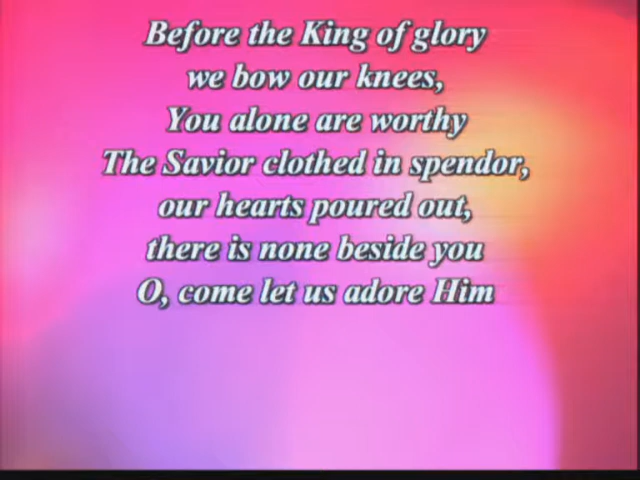 Before the King of glory
we bow our knees,
You alone are worthy
The Savior clothed in spendor,
our hearts poured out,
there is none beside you
O, come let us adore Him